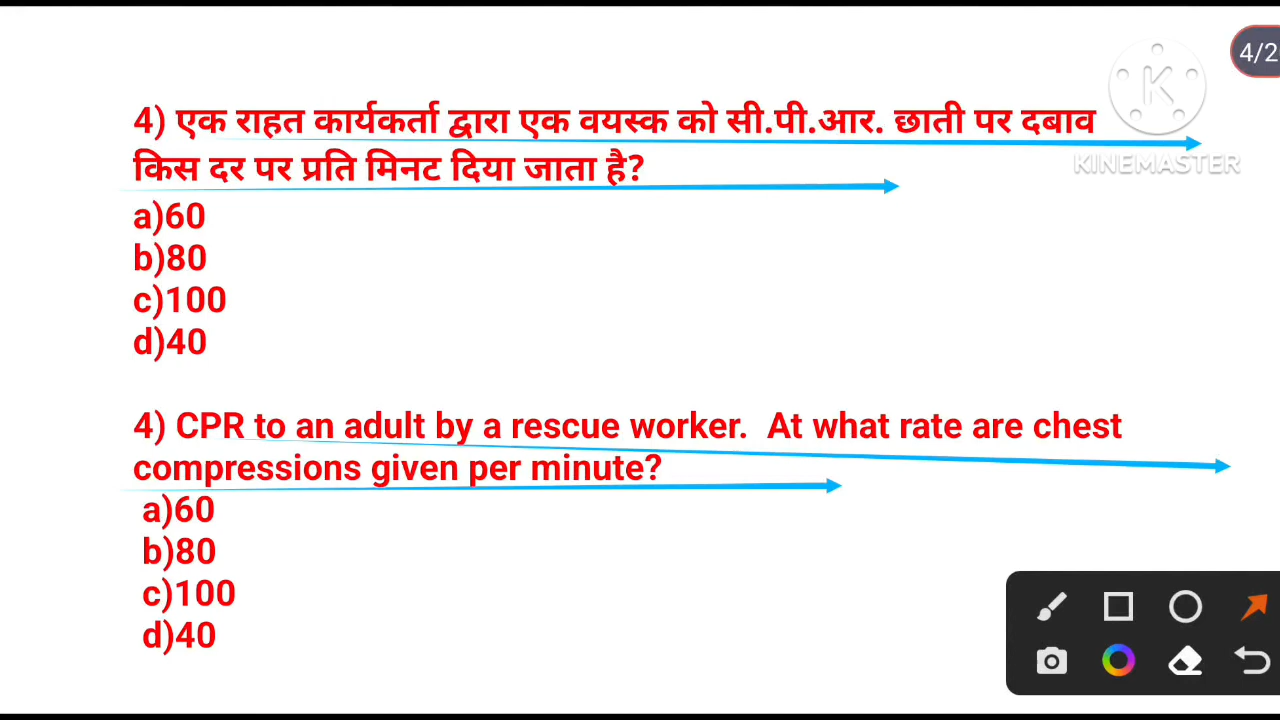 4/2
KINEMASTER
4) एक राहत कार्यकर्ता द्वारा एक वयस्क को सी.पी.आर. छाती पर दबाव
किस दर पर प्रति मिनट दिया जाता है?
a)60
b)80
c)100
d)40
4) CPR to an adult by a rescue worker. At what rate are chest
compressions given per minute?
a)60
b)80
c)100
d)40